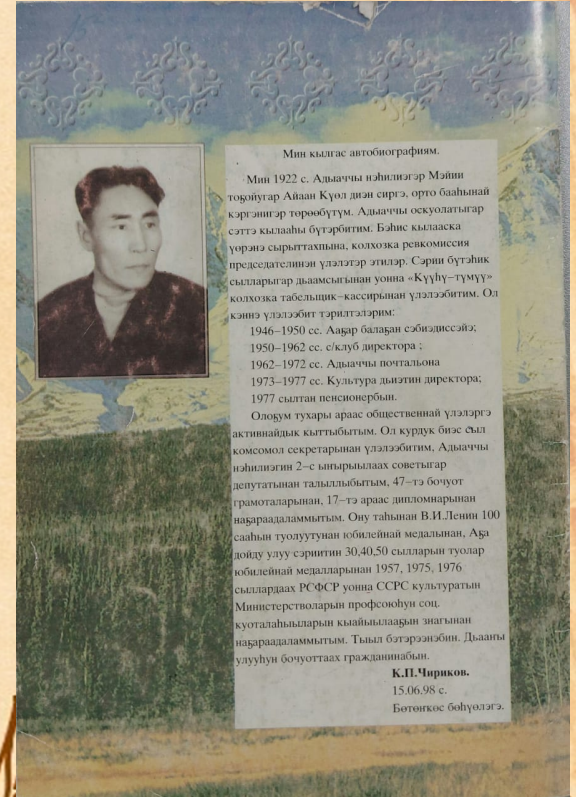 Мин кылгас автобиографиям.
Мин 1922 с. Адыаччы нэһилиэгэр Мэйии
тоҕойугар Айаан Күөл диэн сиргэ, орто бааһынай
кэргэнигэр төрөөбүтүм. Адыаччы оскуолатыгар
сэттэ кылааһы бүтэрбитим. Бэһис кылааска
үөрэнэ сырыттахпына, колхозка ревкомиссия
председателинэн үлэлэтэр этилэр. Сэрии бүтэһик
сылларыгар дьаамсыгынан уонна «Күүһү–түмүү»
колхозка табельщик–кассирынан үлэлээбитим. Ол
кэннэ үлэлээбит тэрилтэлэрим:
1946–1950 сс. Ааҕар балаҕан сэбиэдиссэйэ;
1950–1962 сс. с/клуб директора ;
1962–1972 сс. Адыаччы почтальона
1973–1977 сс. Культура дьиэтин директора;
1977 сылтан пенсионербын.
Олоҕум тухары араас общественнай үлэлэргэ
активнайдык кыттыбытым. Ол курдук биэс сыл
комсомол секретарынан үлэлээбитим, Адыаччы
нэһилиэгин 2–с ыҥырыылаах советыгар
депутатынан талыллыбытым, 47–тэ бочуот
грамоталарынан, 17–тэ араас дипломнарынан
наҕараадаламмытым. Ону таһынан В.И.Ленин 100
сааһын туолуутунан юбилейнай медалынан, Аҕа
дойду улуу сэриитин 30,40,50 сылларын туолар
юбилейнай медалларынан 1957, 1975, 1976
сыллардаах РСФСР уонна ССРС культуратын
Министерстволарын профсоюһун соц.
куоталаһыыларын кыайыылааҕын знагынан
наҕараадаламмытым. Тыыл бэтэрээнэбин. Дьааҥы
улууһун бочуоттаах гражданинабын.
К.П.Чириков.
15.06.98 с.
Бөтөҥкөс бөһүөлэгэ.